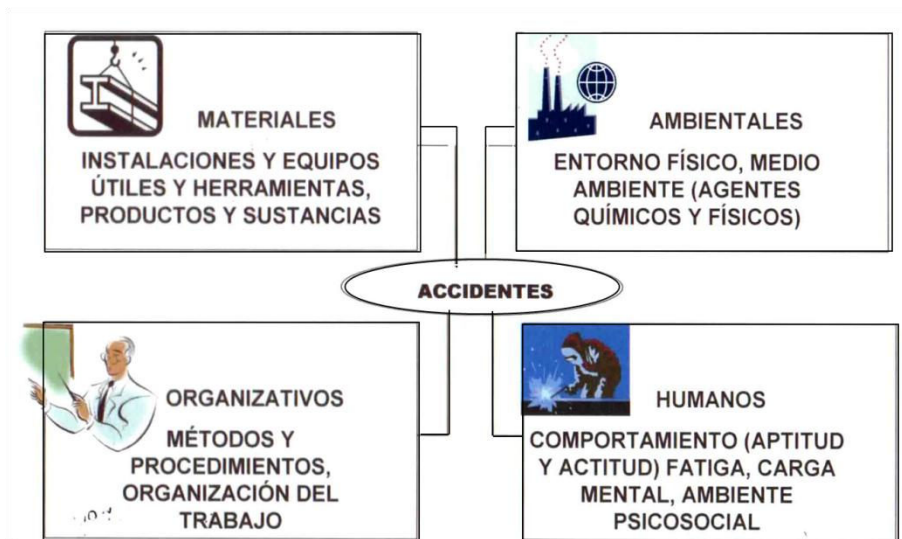 MATERIALES
INSTALACIONES Y EQUIPOS
ÚTILES Y HERRAMIENTAS,
PRODUCTOS Y SUSTANCIAS
AMBIENTALES
ENTORNO FÍSICO, MEDIO
AMBIENTE (AGENTES
QUÍMICOS Y FÍSICOS)
ACCIDENTES
ORGANIZATIVOS
MÉTODOS Y
PROCEDIMIENTOS,
ORGANIZACIÓN DEL
TRABAJO
HUMANOS
COMPORTAMIENTO (APTITUD
Y ACTITUD) FATIGA, CARGA
MENTAL, AMBIENTE
PSICOSOCIAL